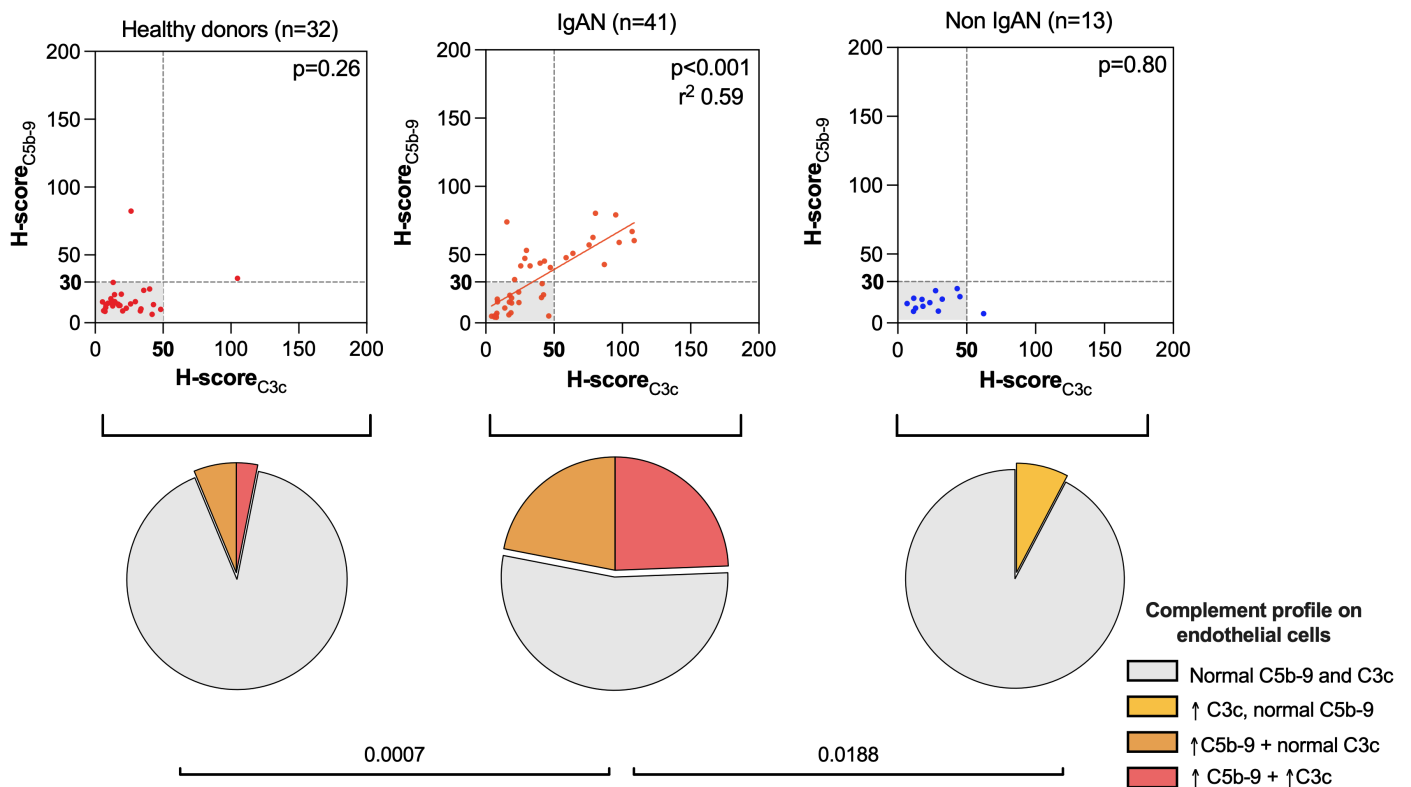 Healthy donors (n=32)
200
150
100
50
30
0
p=0.26
H-scoreC5b-9
0 50 100 150 200
H-scoreC3c
IgAN (n=41)
200
150
100
50
30
0
p<0.001
r2 0.59
H-scoreC5b-9
0 50 100 150 200
H-scoreC3c
Non IgAN (n=13)
200
150
100
50
30
0
p=0.80
H-scoreC5b-9
0 50 100 150 200
H-scoreC3c
Complement profile on
endothelial cells
Normal C5b-9 and C3c
↑ C3c, normal C5b-9
↑C5b-9 + normal C3c
↑ C5b-9 + ↑C3c
0.0007
0.0188